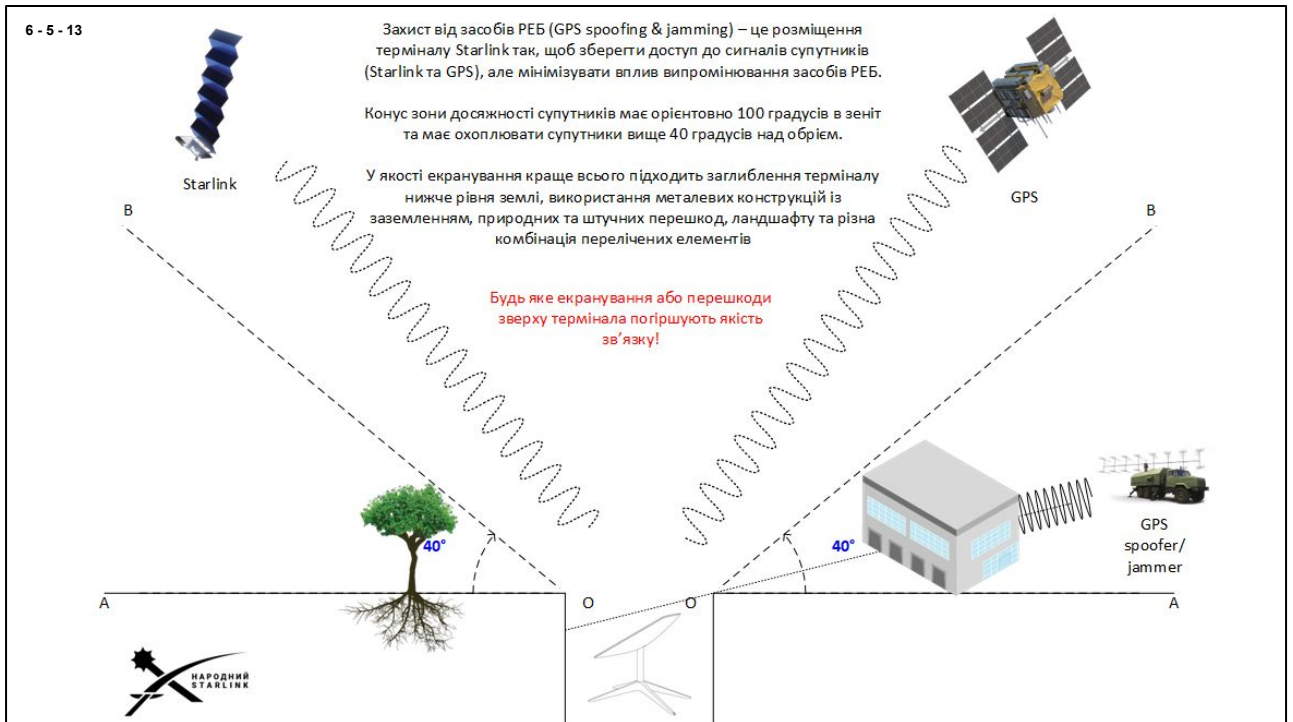 6 - 5 - 13
Захист від засобів РЕБ (GPS spoofing & jamming) – це розміщення
терміналу Starlink так, щоб зберегти доступ до сигналів супутників
(Starlink та GPS), але мінімізувати вплив випромінювання засобів РЕБ.
Конус зони досяжності супутників має орієнтовно 100 градусів в зеніт
та має охоплювати супутники вище 40 градусів над обрієм.
У якості екранування краще всього підходить заглиблення терміналу
нижче рівня землі, використання металевих конструкцій із
заземленням, природних та штучних перешкод, ландшафту та різна
комбінація перелічених елементів
Будь яке екранування або перешкоди
зверху термінала погіршують якість
зв’язку!
Starlink
GPS
B
B
40°
40°
GPS
spoofer/
jammer
A
O
O
A
НАРОДНИЙ
STARLINK